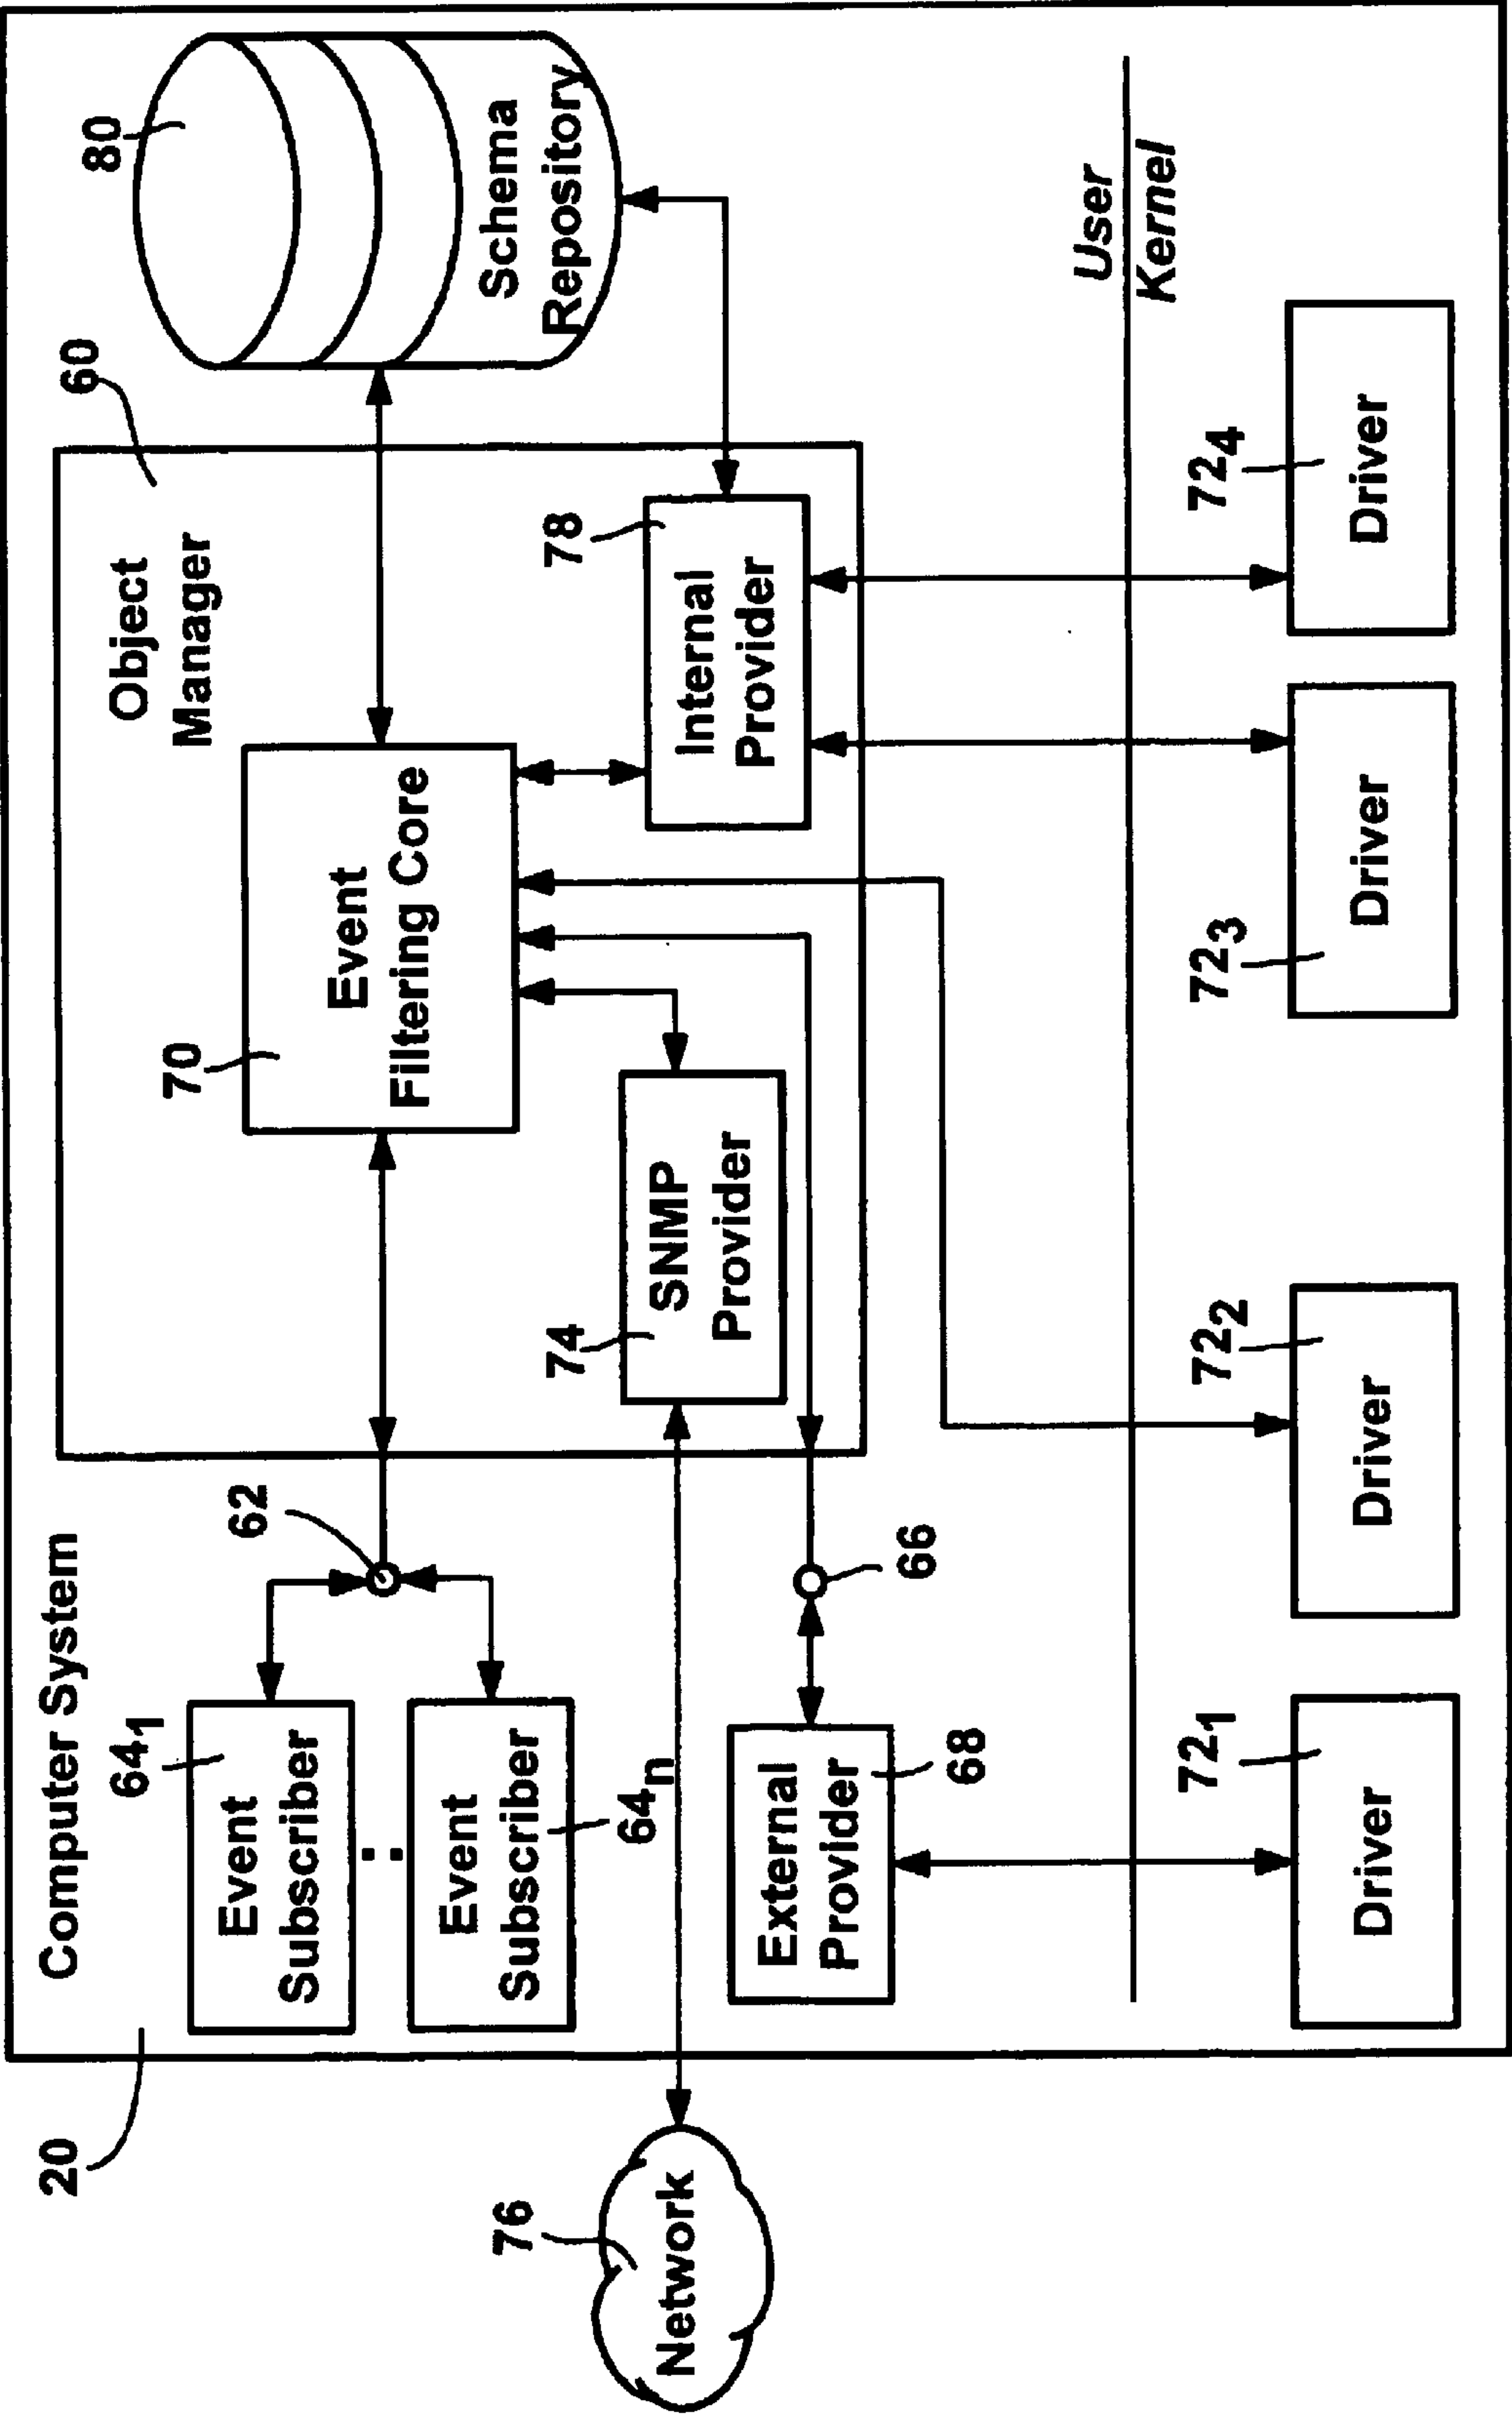 20
Computer System
64₁
Event
Subscriber
Event
Subscriber
64ₙ
62
60
Object
Manager
70
Event
Filtering Core
80
Schema
Repository
76
Network
74
SNMP
Provider
78
Internal
Provider
External
Provider
68
66
User
Kernel
72₁
Driver
72₂
Driver
72₃
Driver
72₄
Driver